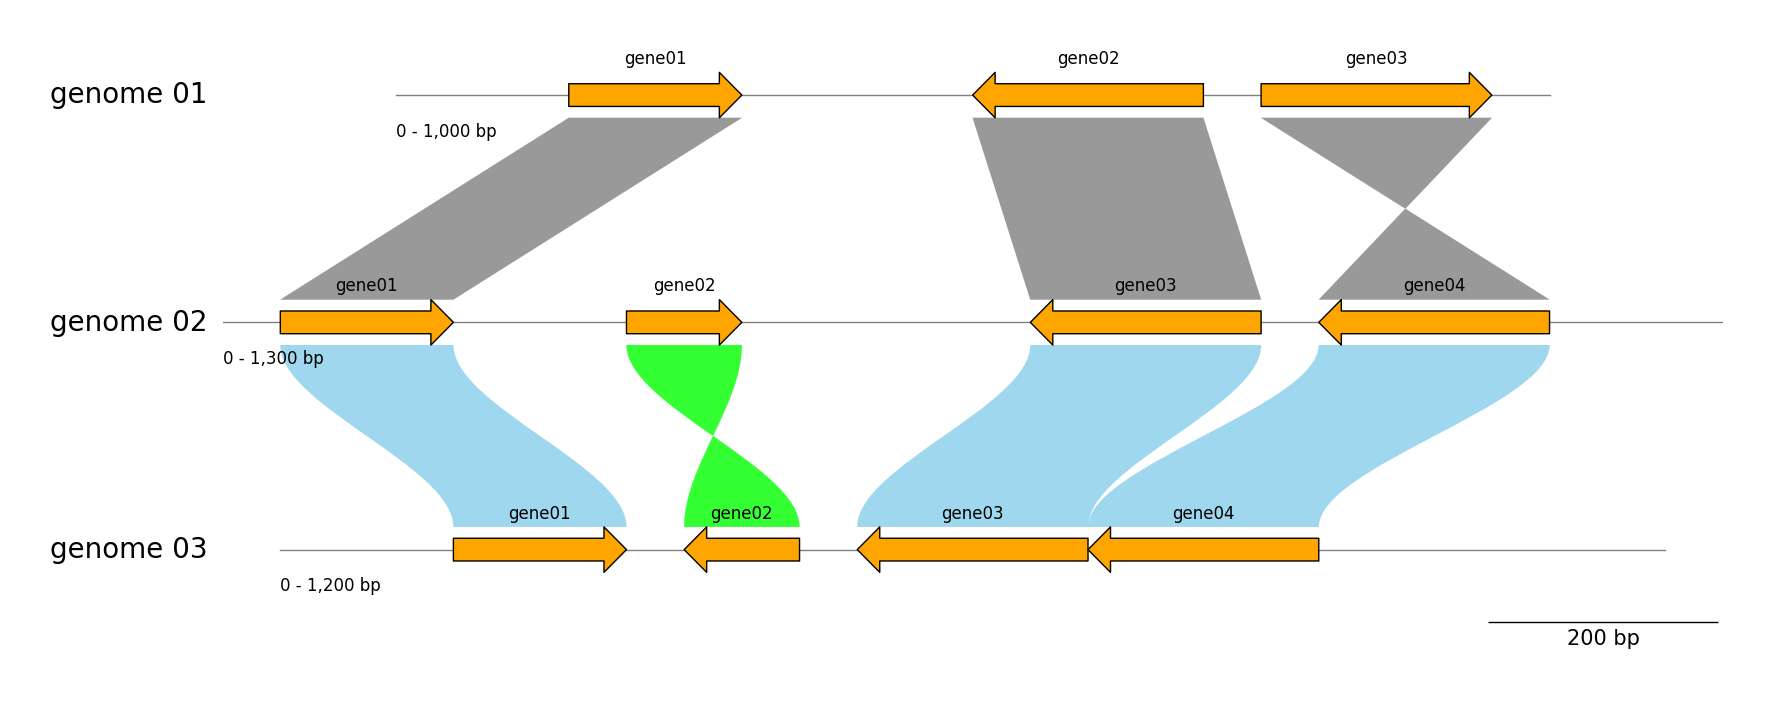 gene01 gene02 gene03
genome 01
0 - 1,000 bp
gene01 gene02 gene03 gene04
genome 02
0 - 1,300 bp
gene01 gene02 gene03 gene04
genome 03
0 - 1,200 bp
200 bp